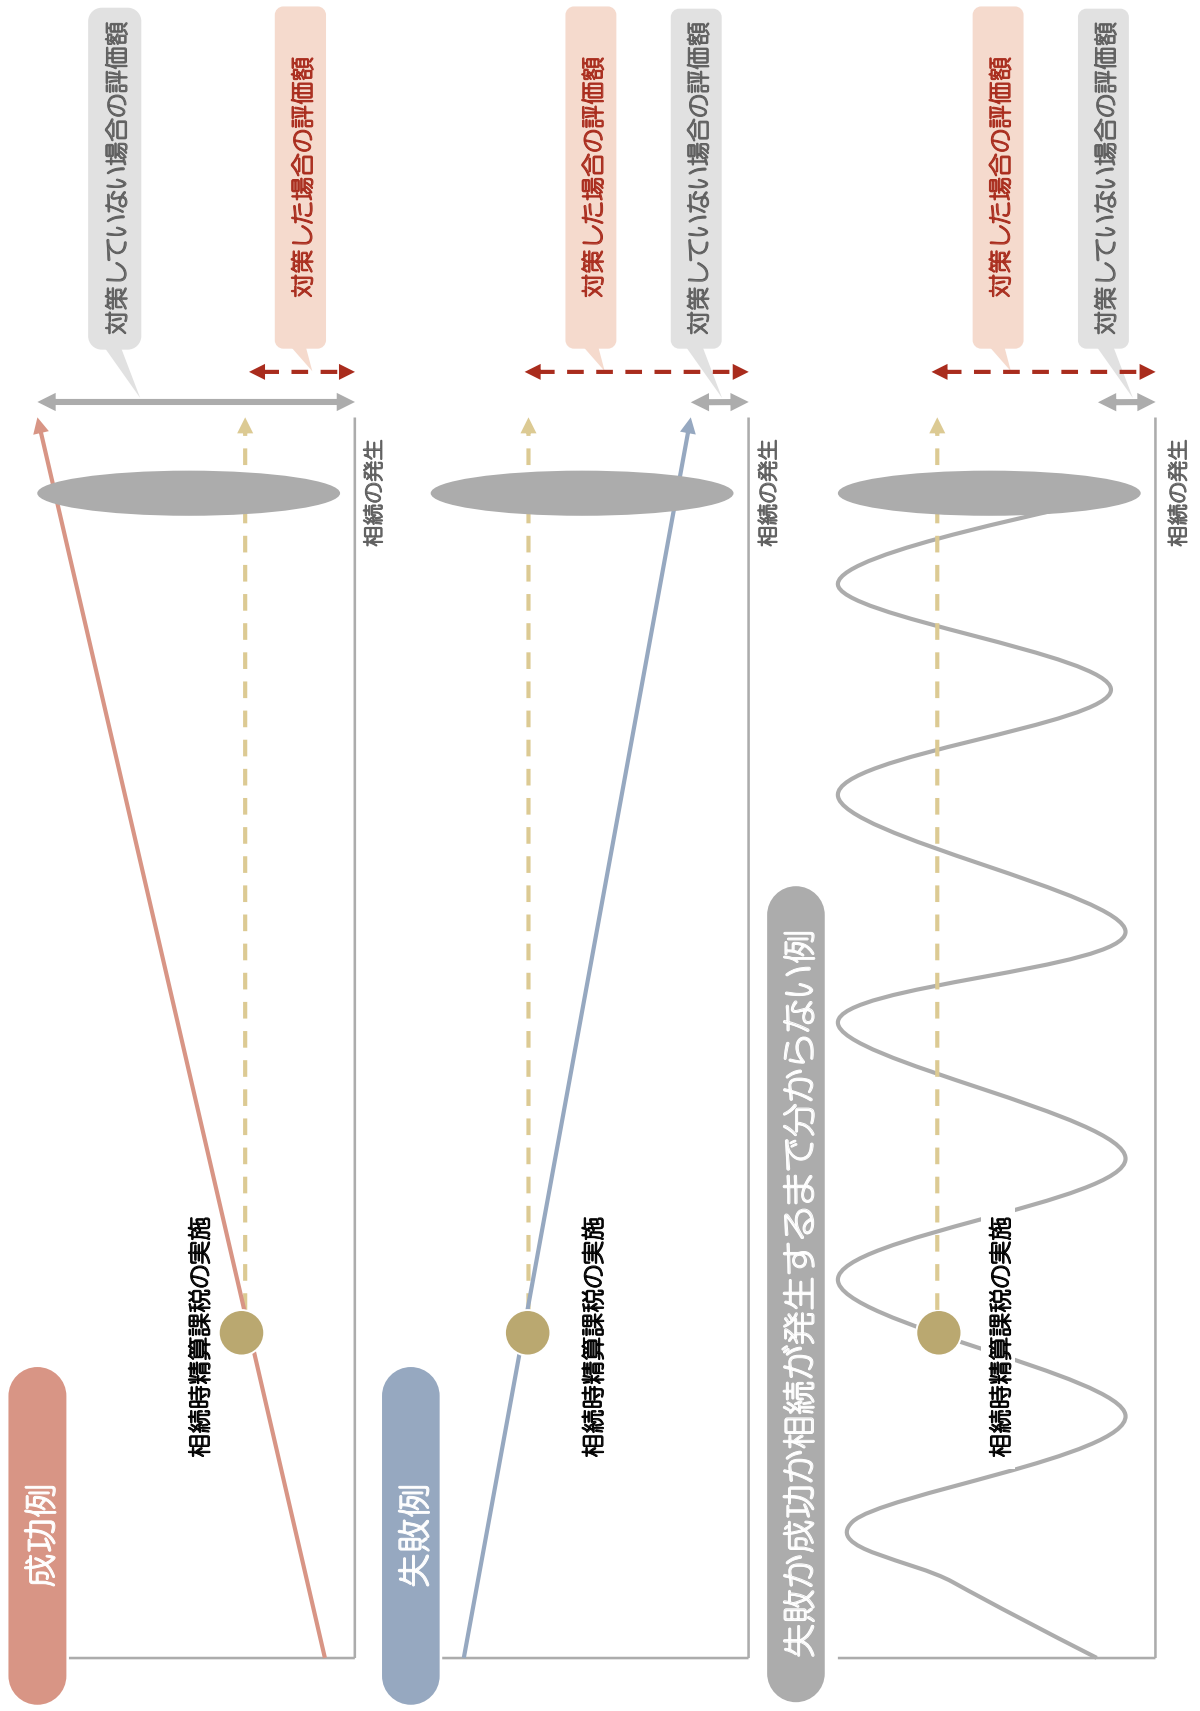 成功例
相続時精算課税の実施
相続の発生
対策していない場合の評価額
対策した場合の評価額
失敗例
相続時精算課税の実施
相続の発生
対策した場合の評価額
対策していない場合の評価額
失敗か成功か相続が発生するまで分からない例
相続時精算課税の実施
相続の発生
対策した場合の評価額
対策していない場合の評価額